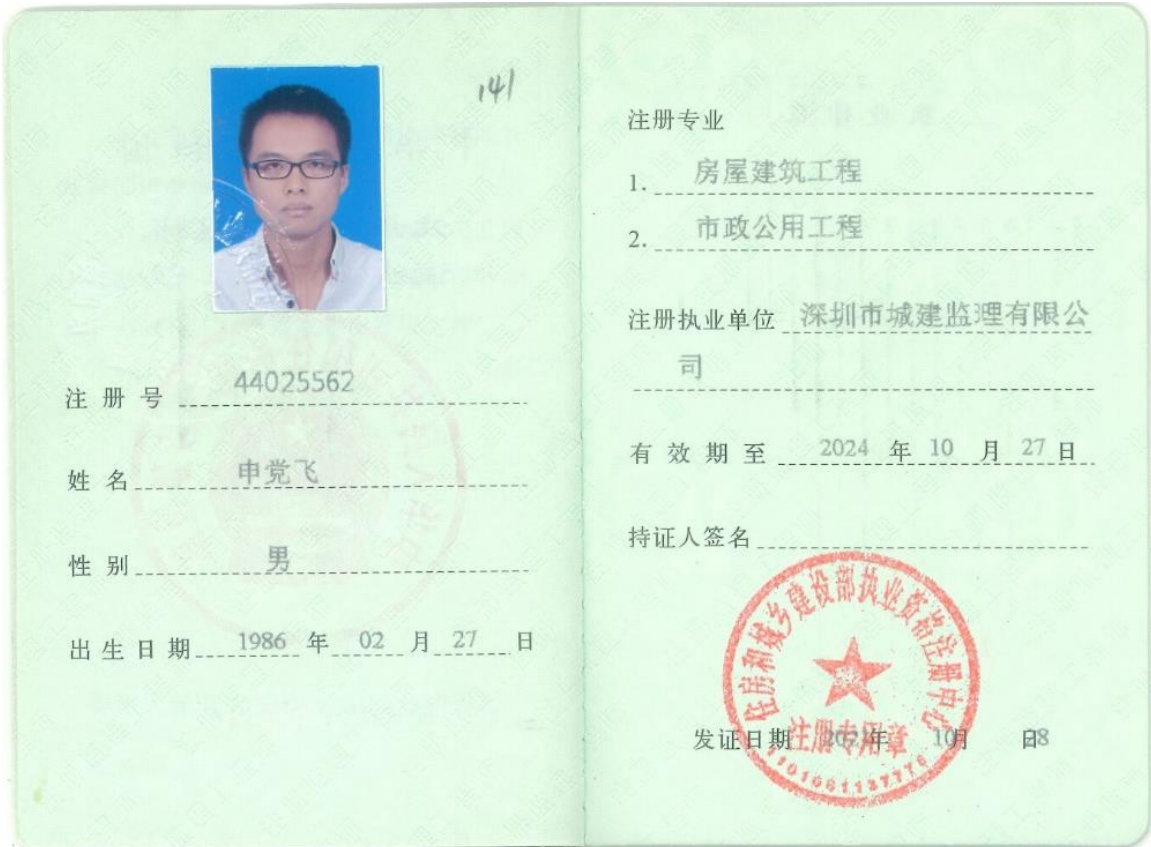 141
注册号 44025562
姓名 申党飞
性别 男
出生日期 1986 年 02 月 27 日
注册专业
1. 房屋建筑工程
2. 市政公用工程
注册执业单位 深圳市城建监理有限公
司
有效期至 2024 年 10 月 27 日
持证人签名
住房和城乡建设部执业资格注册中心
注册专用章
发证日期 年 10月 日